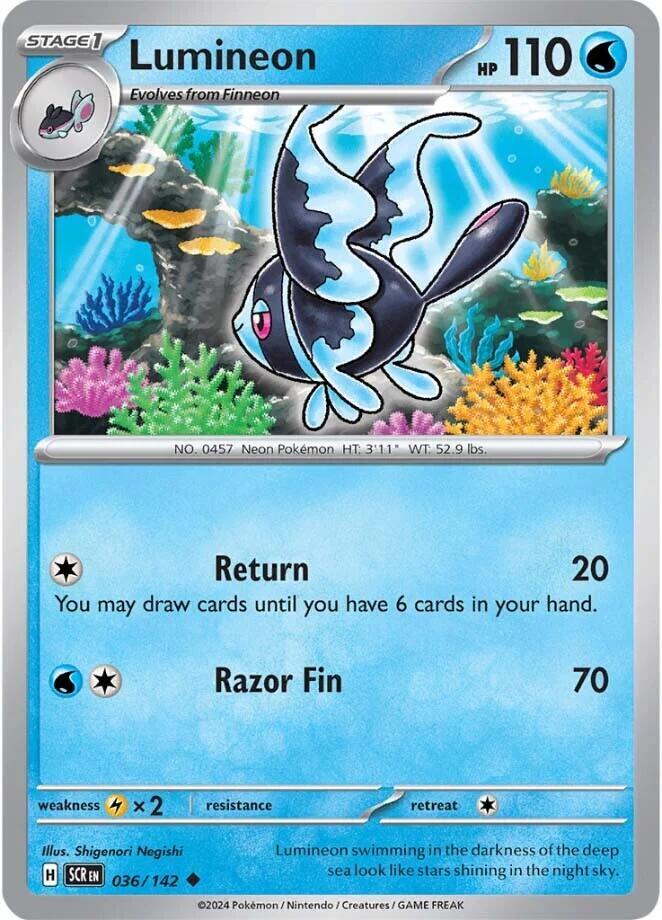 STAGE1
Lumineon
HP 110
Evolves from Finneon
NO. 0457 Neon Pokémon HT: 3'11" WT: 52.9 lbs.
Return 20
You may draw cards until you have 6 cards in your hand.
Razor Fin 70
weakness ×2 resistance retreat
Illus. Shigenori Negishi
Lumineon swimming in the darkness of the deep
sea look like stars shining in the night sky.
H SCR EN 036/142
©2024 Pokémon / Nintendo / Creatures / GAME FREAK